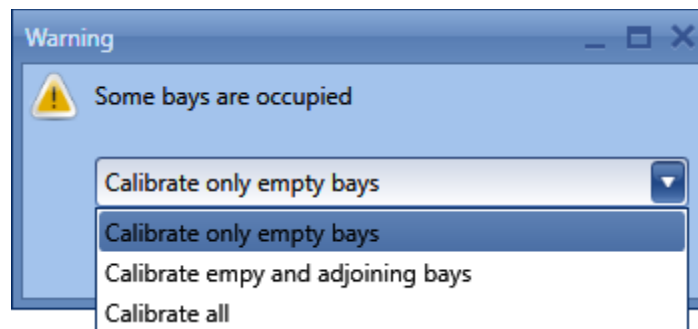 Warning
Some bays are occupied
Calibrate only empty bays
Calibrate only empty bays
Calibrate empy and adjoining bays
Calibrate all